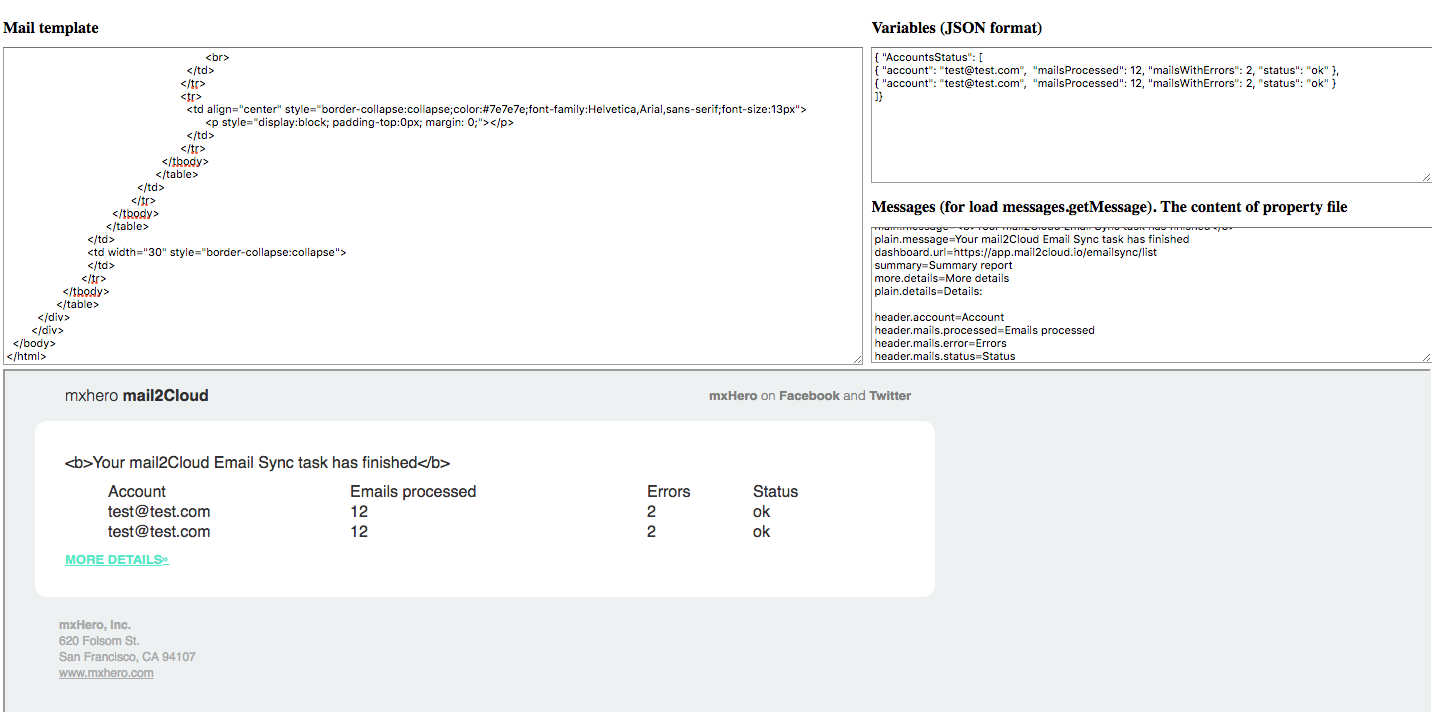 Mail template
<br>
</td>
</tr>
<tr>
<td align="center" style="border-collapse:collapse;color:#7e7e7e;font-family:Helvetica,Arial,sans-serif;font-size:13px">
<p style="display:block; padding-top:0px; margin: 0;"></p>
</td>
</tr>
</tbody>
</table>
</td>
</tr>
</tbody>
</table>
</td>
<td width="30" style="border-collapse:collapse">
</td>
</tr>
</tbody>
</table>
</div>
</div>
</body>
</html>
Variables (JSON format)
{ "AccountsStatus": [
{ "account": "test@test.com",  "mailsProcessed": 12, "mailsWithErrors": 2, "status": "ok" },
{ "account": "test@test.com",  "mailsProcessed": 12, "mailsWithErrors": 2, "status": "ok" }
]}
Messages (for load messages.getMessage). The content of property file
main.message=<b>Your mail2Cloud Email Sync task has finished</b>
plain.message=Your mail2Cloud Email Sync task has finished
dashboard.url=https://app.mail2cloud.io/emailsync/list
summary=Summary report
more.details=More details
plain.details=Details:
header.account=Account
header.mails.processed=Emails processed
header.mails.error=Errors
header.mails.status=Status
mxhero mail2Cloud
mxHero on Facebook and Twitter
<b>Your mail2Cloud Email Sync task has finished</b>
Account Emails processed Errors Status
test@test.com 12 2 ok
test@test.com 12 2 ok
MORE DETAILS»
mxHero, Inc.
620 Folsom St.
San Francisco, CA 94107
www.mxhero.com